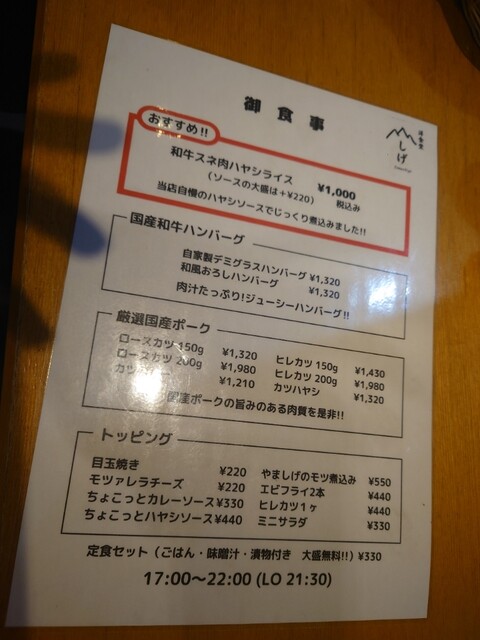 御食事
洋食屋
しげ
おすすめ!!
和牛スネ肉ハヤシライス ¥1,000
(ソースの大盛は+¥220) 税込み
当店自慢のハヤシソースでじっくり煮込みました!!
国産和牛ハンバーグ
自家製デミグラスハンバーグ ¥1,320
和風おろしハンバーグ ¥1,320
肉汁たっぷり!ジューシーハンバーグ!!
厳選国産ポーク
ロースカツ 150g ¥1,320 ヒレカツ 150g ¥1,430
ロースカツ 200g ¥1,980 ヒレカツ 200g ¥1,980
カツ ¥1,210 カツハヤシ ¥1,320
国産ポークの旨みのある肉質を是非!!
トッピング
目玉焼き ¥220 やましげのモツ煮込み ¥550
モツァレラチーズ ¥220 エビフライ2本 ¥440
ちょこっとカレーソース ¥330 ヒレカツ1ヶ ¥440
ちょこっとハヤシソース ¥440 ミニサラダ ¥330
定食セット(ごはん・味噌汁・漬物付き 大盛無料!!) ¥330
17:00〜22:00 (LO 21:30)